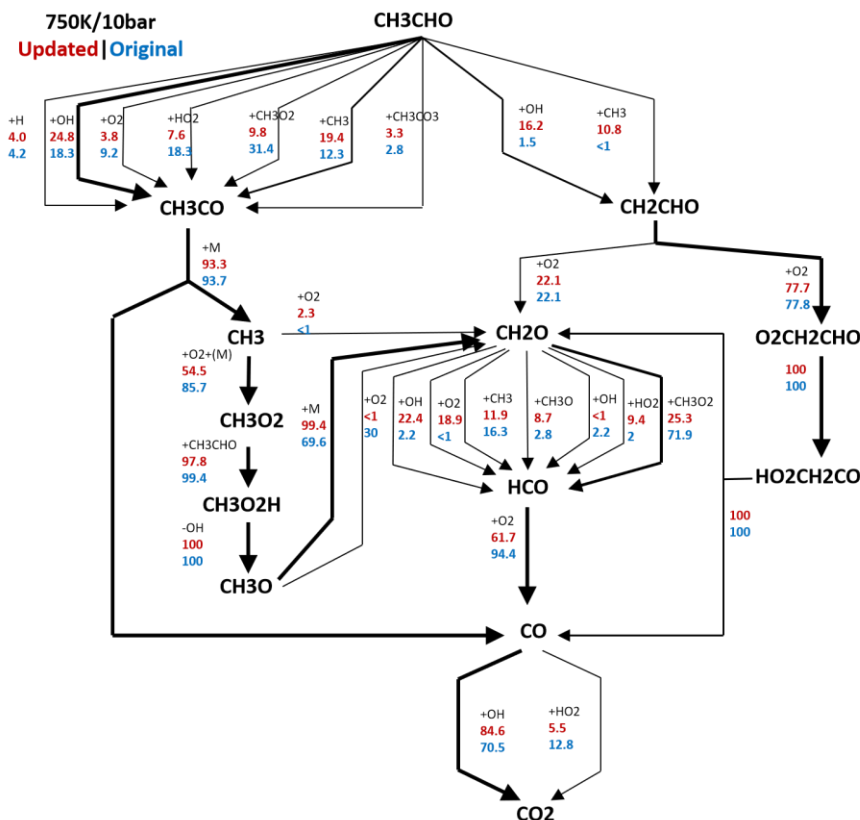 750K/10bar
Updated|Original
CH3CHO
+H
4.0
4.2
+OH
24.8
18.3
+O2
3.8
9.2
+HO2
7.6
18.3
+CH3O2
9.8
31.4
+CH3
19.4
12.3
+CH3CO3
3.3
2.8
+OH
16.2
1.5
+CH3
10.8
<1
CH3CO
CH2CHO
+M
93.3
93.7
+O2
22.1
22.1
+O2
77.7
77.8
CH3
+O2
2.3
<1
CH2O
O2CH2CHO
+O2+(M)
54.5
85.7
100
100
CH3O2
+M
99.4
69.6
+O2
<1
30
+OH
22.4
2.2
+O2
18.9
<1
+CH3
11.9
16.3
+CH3O
8.7
2.8
+OH
<1
2.2
+HO2
9.4
2
+CH3O2
25.3
71.9
+CH3CHO
97.8
99.4
CH3O2H
HCO
HO2CH2CO
-OH
100
100
+O2
61.7
94.4
100
100
CH3O
CO
+OH
84.6
70.5
+HO2
5.5
12.8
CO2